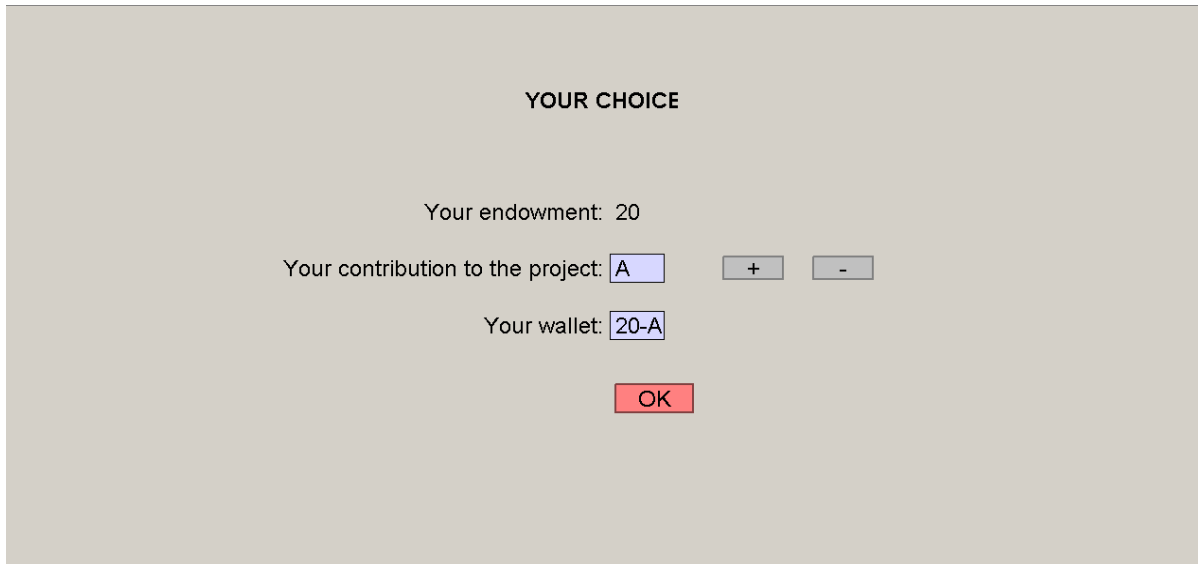 YOUR CHOICE
Your endowment: 20
Your contribution to the project: A + -
Your wallet: 20-A
OK